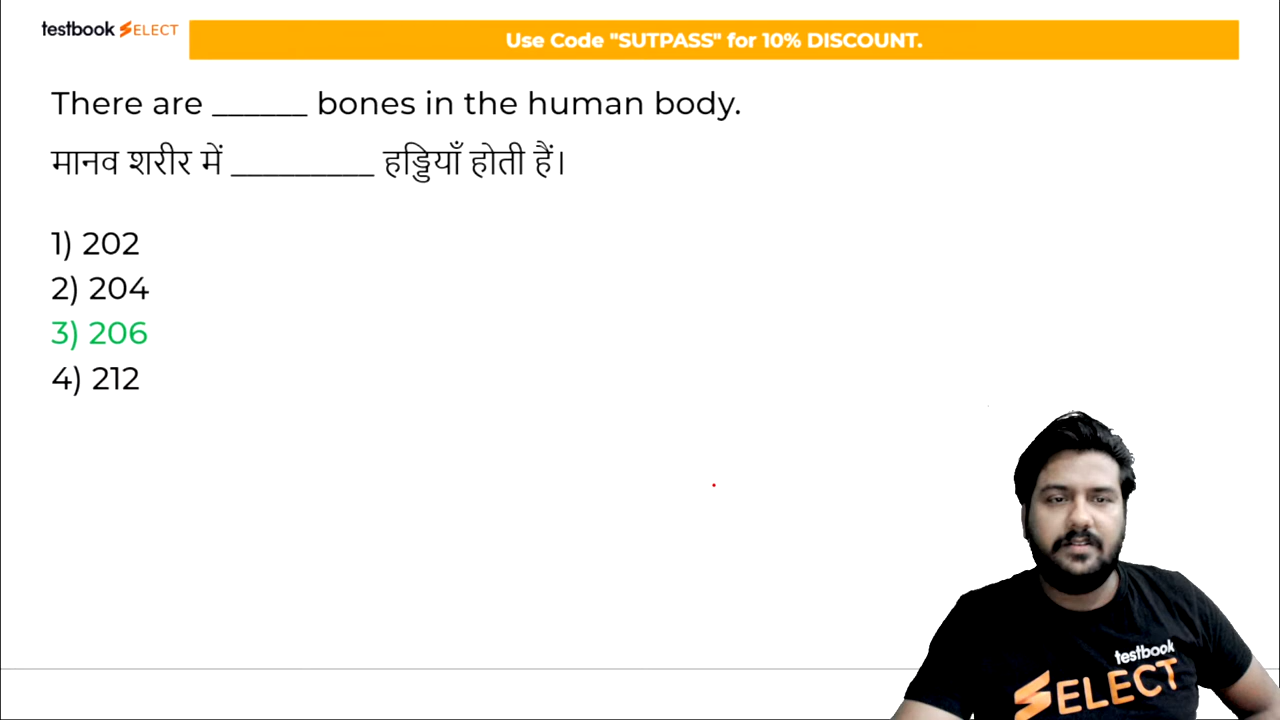 testbook SELECT
Use Code "SUTPASS" for 10% DISCOUNT.
There are ______ bones in the human body.
मानव शरीर में _________ हड्डियाँ होती हैं।
1) 202
2) 204
3) 206
4) 212
testbook
SELECT